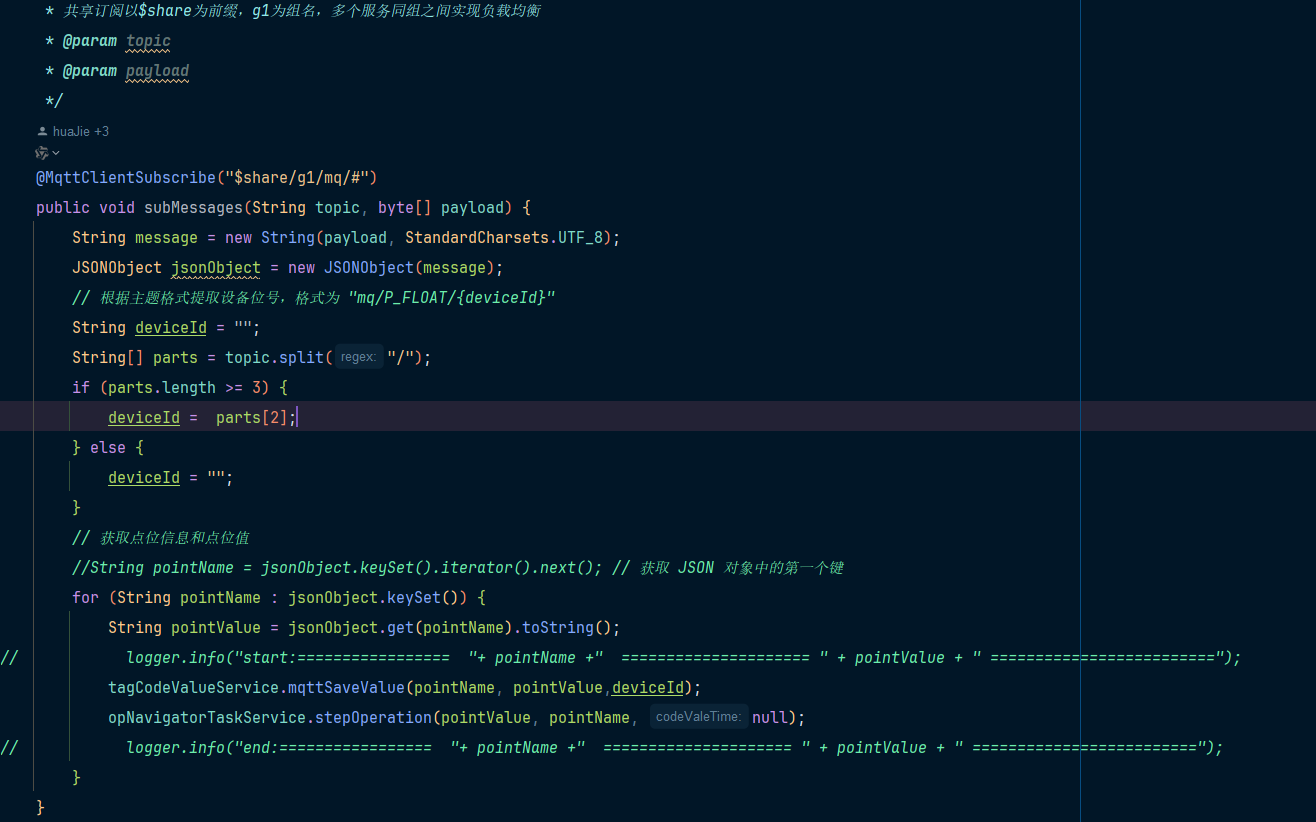 * 共享订阅以$share为前缀，g1为组名，多个服务同组之间实现负载均衡
* @param topic
* @param payload
*/
huaJie +3
@MqttClientSubscribe("$share/g1/mq/#")
public void subMessages(String topic, byte[] payload) {
String message = new String(payload, StandardCharsets.UTF_8);
JSONObject jsonObject = new JSONObject(message);
// 根据主题格式提取设备位号，格式为 "mq/P_FLOAT/{deviceId}"
String deviceId = "";
String[] parts = topic.split( regex: "/");
if (parts.length >= 3) {
deviceId =  parts[2];
} else {
deviceId = "";
}
// 获取点位信息和点位值
//String pointName = jsonObject.keySet().iterator().next(); // 获取 JSON 对象中的第一个键
for (String pointName : jsonObject.keySet()) {
String pointValue = jsonObject.get(pointName).toString();
//            logger.info("start:=================  "+ pointName +"  ===================== " + pointValue + " =========================");
tagCodeValueService.mqttSaveValue(pointName, pointValue,deviceId);
opNavigatorTaskService.stepOperation(pointValue, pointName, codeValeTime: null);
//            logger.info("end:=================  "+ pointName +"  ===================== " + pointValue + " =========================");
}
}